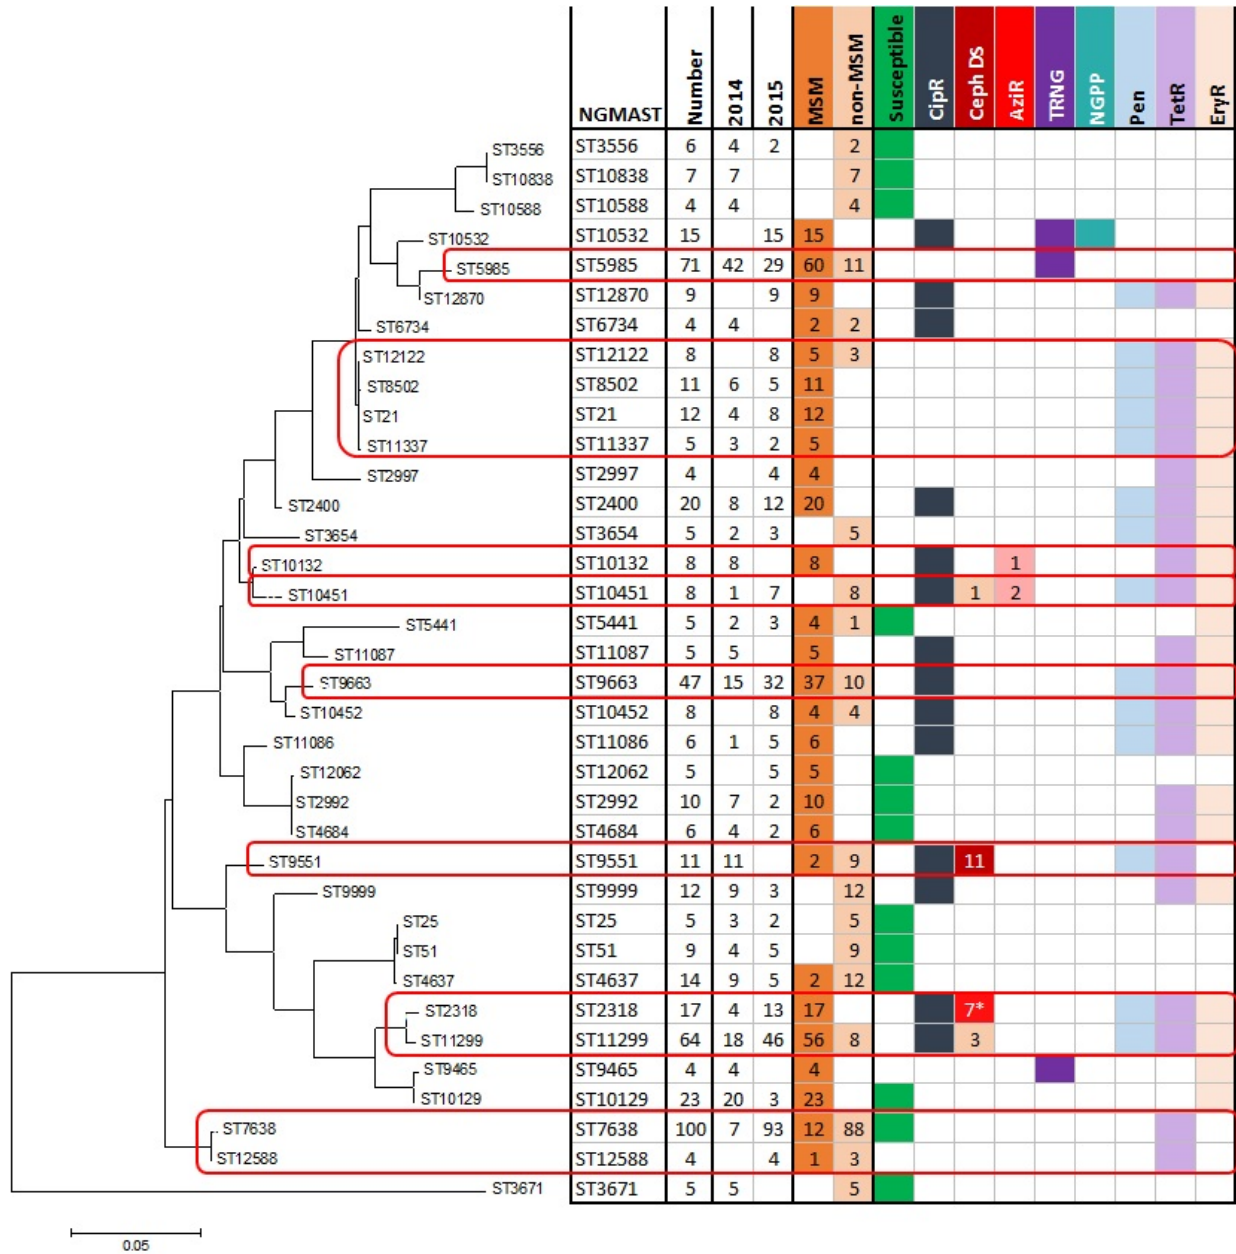 NGMAST Number 2014 2015 MSM non-MSM Susceptible CipR Ceph DS AziR TRNG NGPP Pen TetR EryR
ST3556 ST3556 6 4 2 2
ST10838 ST10838 7 7 7
ST10588 ST10588 4 4 4
ST10532 ST10532 15 15 15
ST5985 ST5985 71 42 29 60 11
ST12870 ST12870 9 9 9
ST6734 ST6734 4 4 2 2
ST12122 ST12122 8 8 5 3
ST8502 ST8502 11 6 5 11
ST21 ST21 12 4 8 12
ST11337 ST11337 5 3 2 5
ST2997 ST2997 4 4 4
ST2400 ST2400 20 8 12 20
ST3654 ST3654 5 2 3 5
ST10132 ST10132 8 8 8 1
ST10451 ST10451 8 1 7 8 1 2
ST5441 ST5441 5 2 3 4 1
ST11087 ST11087 5 5 5
ST9663 ST9663 47 15 32 37 10
ST10452 ST10452 8 8 4 4
ST11086 ST11086 6 1 5 6
ST12062 ST12062 5 5 5
ST2992 ST2992 10 7 2 10
ST4684 ST4684 6 4 2 6
ST9551 ST9551 11 11 2 9 11
ST9999 ST9999 12 9 3 12
ST25 ST25 5 3 2 5
ST51 ST51 9 4 5 9
ST4637 ST4637 14 9 5 2 12
ST2318 ST2318 17 4 13 17 7*
ST11299 ST11299 64 18 46 56 8 3
ST9465 ST9465 4 4 4
ST10129 ST10129 23 20 3 23
ST7638 ST7638 100 7 93 12 88
ST12588 ST12588 4 4 1 3
ST3671 ST3671 5 5 5
0.05